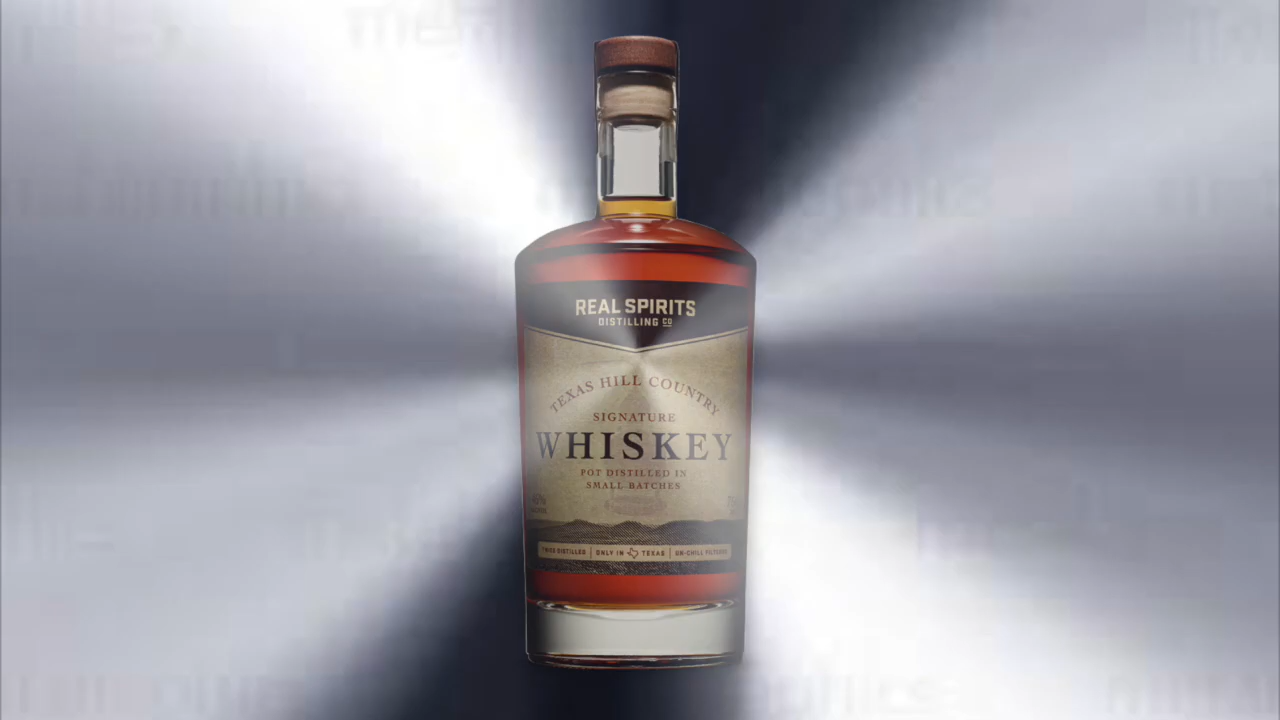 REAL SPIRITS
DISTILLING CO
TEXAS HILL COUNTRY
SIGNATURE
WHISKEY
POT DISTILLED IN
SMALL BATCHES
TWICE DISTILLED | ONLY IN TEXAS | UN-CHILL FILTERED